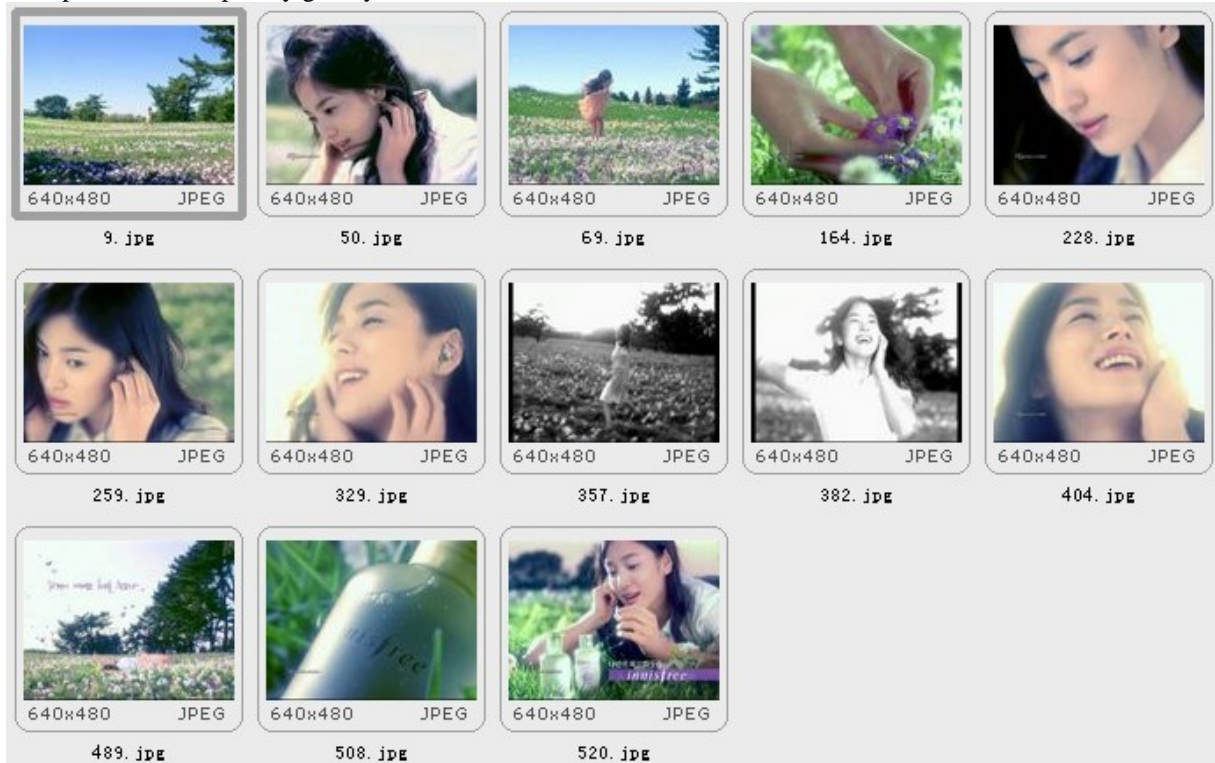 640x480 JPEG 640x480 JPEG 640x480 JPEG 640x480 JPEG 640x480 JPEG
9.jpg 50.jpg 69.jpg 164.jpg 228.jpg
640x480 JPEG 640x480 JPEG 640x480 JPEG 640x480 JPEG 640x480 JPEG
259.jpg 329.jpg 357.jpg 382.jpg 404.jpg
innisfree
innisfree
640x480 JPEG 640x480 JPEG 640x480 JPEG
489.jpg 508.jpg 520.jpg